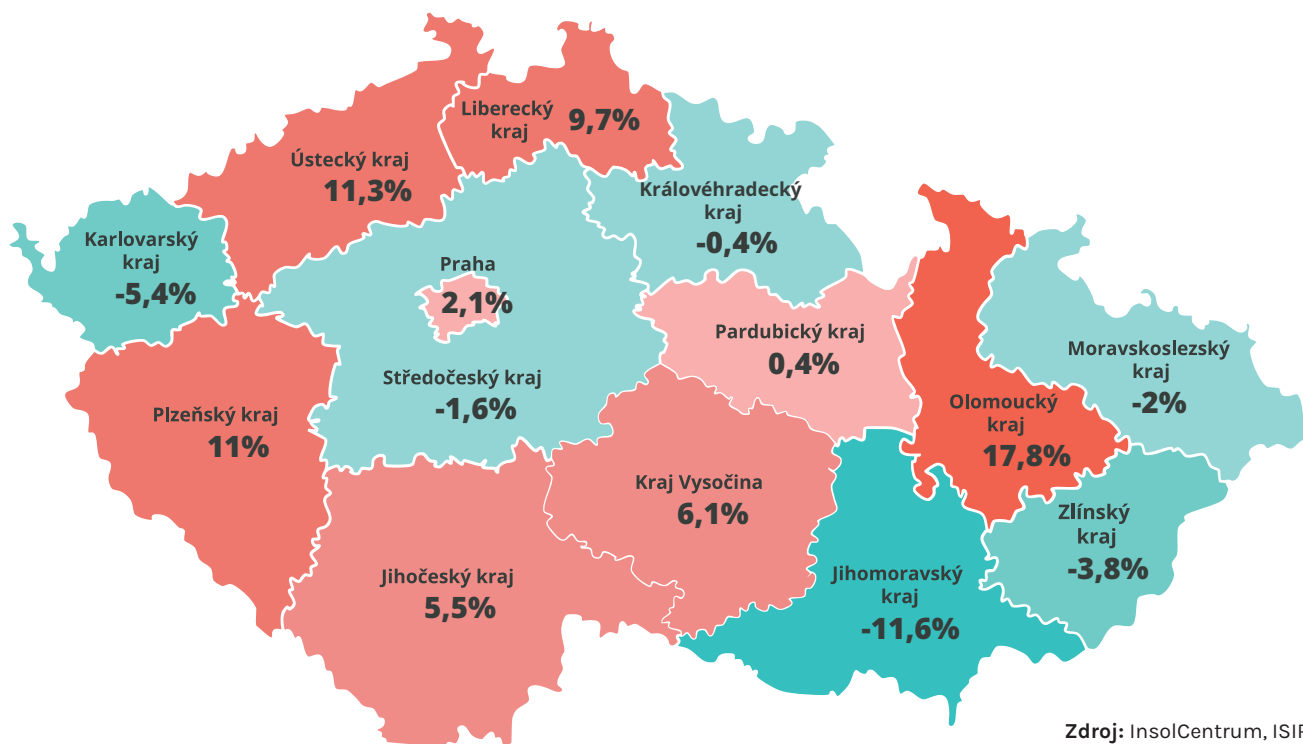 Liberecký
kraj
9,7%
Ústecký kraj
11,3%
Královéhradecký
kraj
-0,4%
Karlovarský
kraj
-5,4%
Praha
2,1%
Pardubický kraj
0,4%
Moravskoslezský
kraj
-2%
Středočeský kraj
-1,6%
Olomoucký
kraj
17,8%
Plzeňský kraj
11%
Kraj Vysočina
6,1%
Zlínský
kraj
-3,8%
Jihočeský kraj
5,5%
Jihomoravský
kraj
-11,6%
Zdroj: InsolCentrum, ISIR